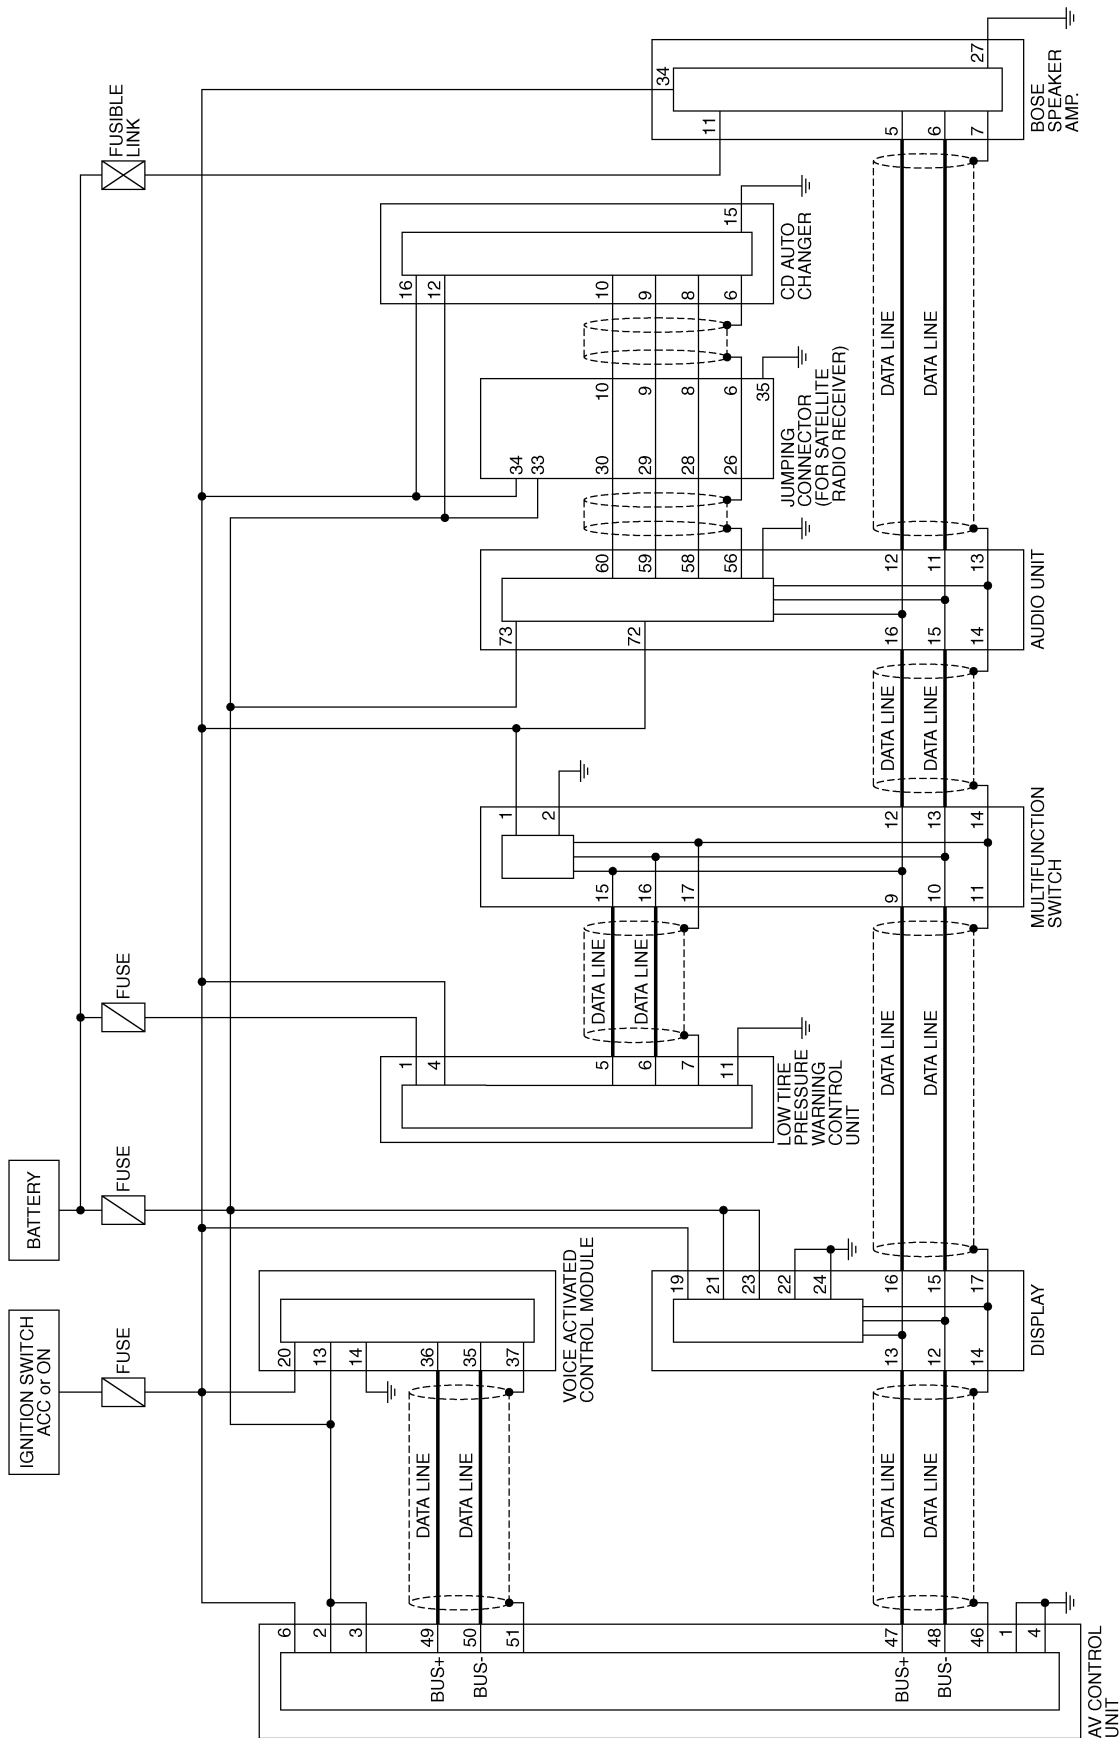 IGNITION SWITCH
ACC or ON
BATTERY
FUSE
FUSE
FUSE
FUSIBLE
LINK
6
2
3
49
50
51
47
48
46
1
4
BUS+
BUS-
BUS+
BUS-
AV CONTROL
UNIT
DATA LINE
DATA LINE
DATA LINE
DATA LINE
20
13
14
36
35
37
VOICE ACTIVATED
CONTROL MODULE
19
21
23
22
24
16
15
17
13
12
14
DISPLAY
1
4
5
6
7
11
LOW TIRE
PRESSURE
WARNING
CONTROL
UNIT
DATA LINE
DATA LINE
DATA LINE
DATA LINE
1
2
15
16
17
12
13
14
9
10
11
MULTIFUNCTION
SWITCH
DATA LINE
DATA LINE
73
72
60
59
58
56
12
11
13
16
15
14
AUDIO UNIT
34
33
30
29
28
26
10
9
8
6
35
JUMPING
CONNECTOR
(FOR SATELLITE
RADIO RECEIVER)
16
12
10
9
8
6
15
CD AUTO
CHANGER
DATA LINE
DATA LINE
34
11
5
6
7
27
BOSE
SPEAKER
AMP.